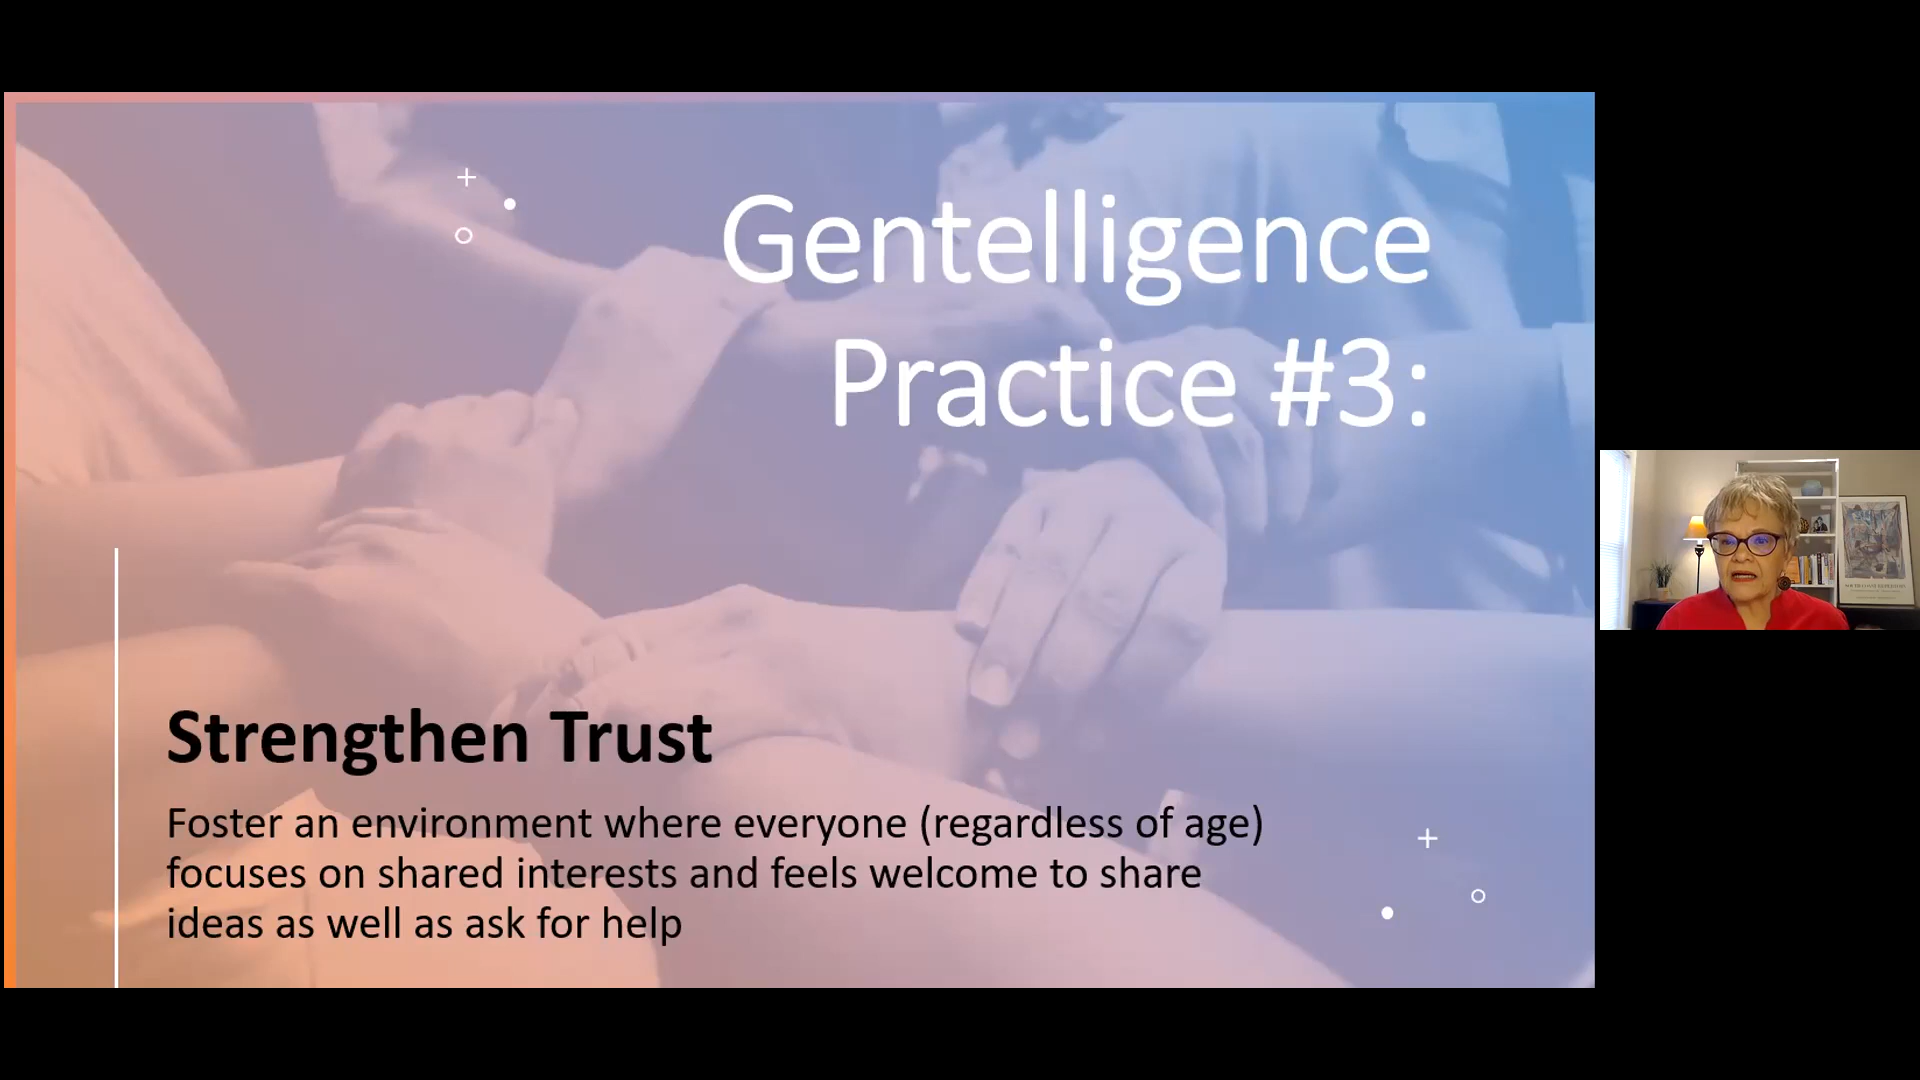 Gentelligence
Practice #3:
Strengthen Trust
Foster an environment where everyone (regardless of age)
focuses on shared interests and feels welcome to share
ideas as well as ask for help